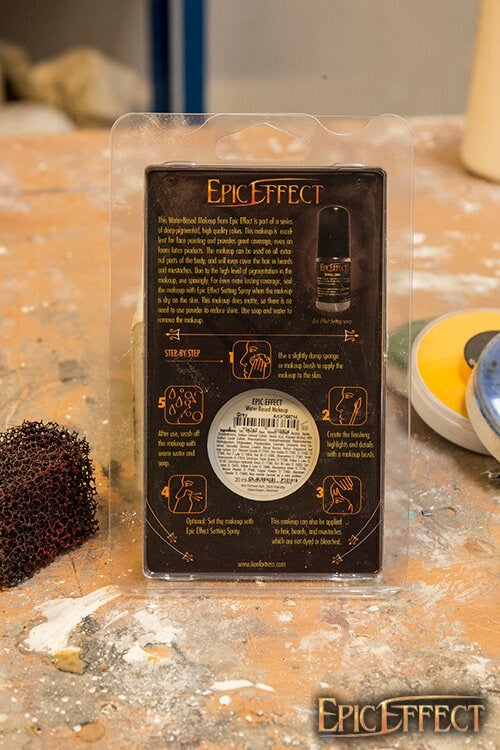 EPIC EFFECT
This Water-Based Makeup from Epic Effect is part of a series
of deep-pigmented, high quality colors. This makeup is excel-
lent for face painting and provides great coverage, even on
foam latex products. The makeup can be used on all exter-
nal parts of the body, and will even cover the hair in beards
and mustaches. Due to the high level of pigmentation in the
makeup, use sparingly. For even more lasting coverage, seal
the makeup with Epic Effect Setting Spray when the makeup
is dry on the skin. This makeup dries matte, so there is no
need to use powder to reduce shine. Use soap and water to
remove the makeup.
EPIC EFFECT
Epic Effect Setting spray
STEP-BY-STEP
1
Use a slightly damp sponge
or makeup brush to apply the
makeup to the skin.
2
Create the finishing
highlights and details
with a makeup brush.
3
This makeup can also be applied
to hair, beards, and mustaches
which are not dyed or bleached.
4
Optional: Set the makeup with
Epic Effect Setting Spray.
5
After use, wash off
the makeup with
warm water and
soap.
EPIC EFFECT
Water-Based Makeup
Grey
20 ml
www.ironfortress.com
EPIC EFFECT